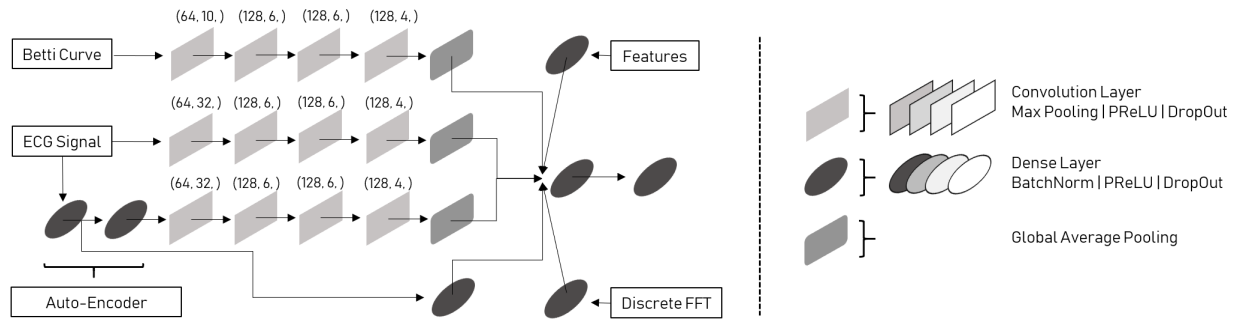 (64, 10, ) (128, 6, ) (128, 6, ) (128, 4, )
Betti Curve
Features
(64, 32, ) (128, 6, ) (128, 6, ) (128, 4, )
ECG Signal
(64, 32, ) (128, 6, ) (128, 6, ) (128, 4, )
Auto-Encoder
Discrete FFT
Convolution Layer
Max Pooling | PReLU | DropOut
Dense Layer
BatchNorm | PReLU | DropOut
Global Average Pooling